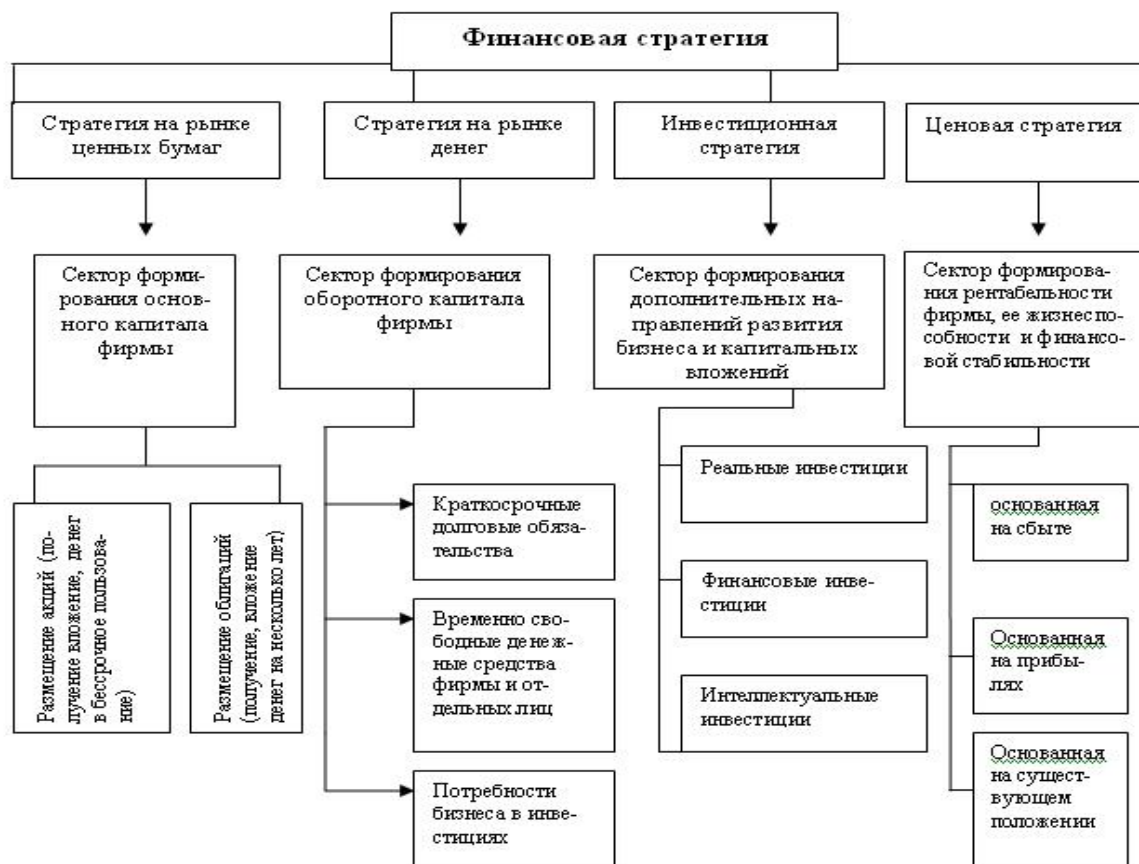 Финансовая стратегия
Стратегия на рынке
ценных бумаг
Стратегия на рынке
денег
Инвестиционная
стратегия
Ценовая стратегия
Сектор форми-
рования основ-
ного капитала
фирмы
Сектор формирования
оборотного капитала
фирмы
Сектор формирования
дополнительных на-
правлений развития
бизнеса и капитальных
вложений
Сектор формирова-
ния рентабельности
фирмы, ее жизнеспо-
собности и финансо-
вой стабильности
Размещение акций (по-
лучение вложение, денег
в бессрочное пользова-
ние)
Размещение облигаций
(получение, вложение
денег на несколько лет)
Краткосрочные
долговые обяза-
тельства
Временно сво-
бодные денеж-
ные средства
фирмы и от-
дельных лиц
Потребности
бизнеса в инве-
стициях
Реальные инвестиции
Финансовые инве-
стиции
Интеллектуальные
инвестиции
основанная
на сбыте
Основанная
на прибы-
лях
Основанная
на сущест-
вующем
положении